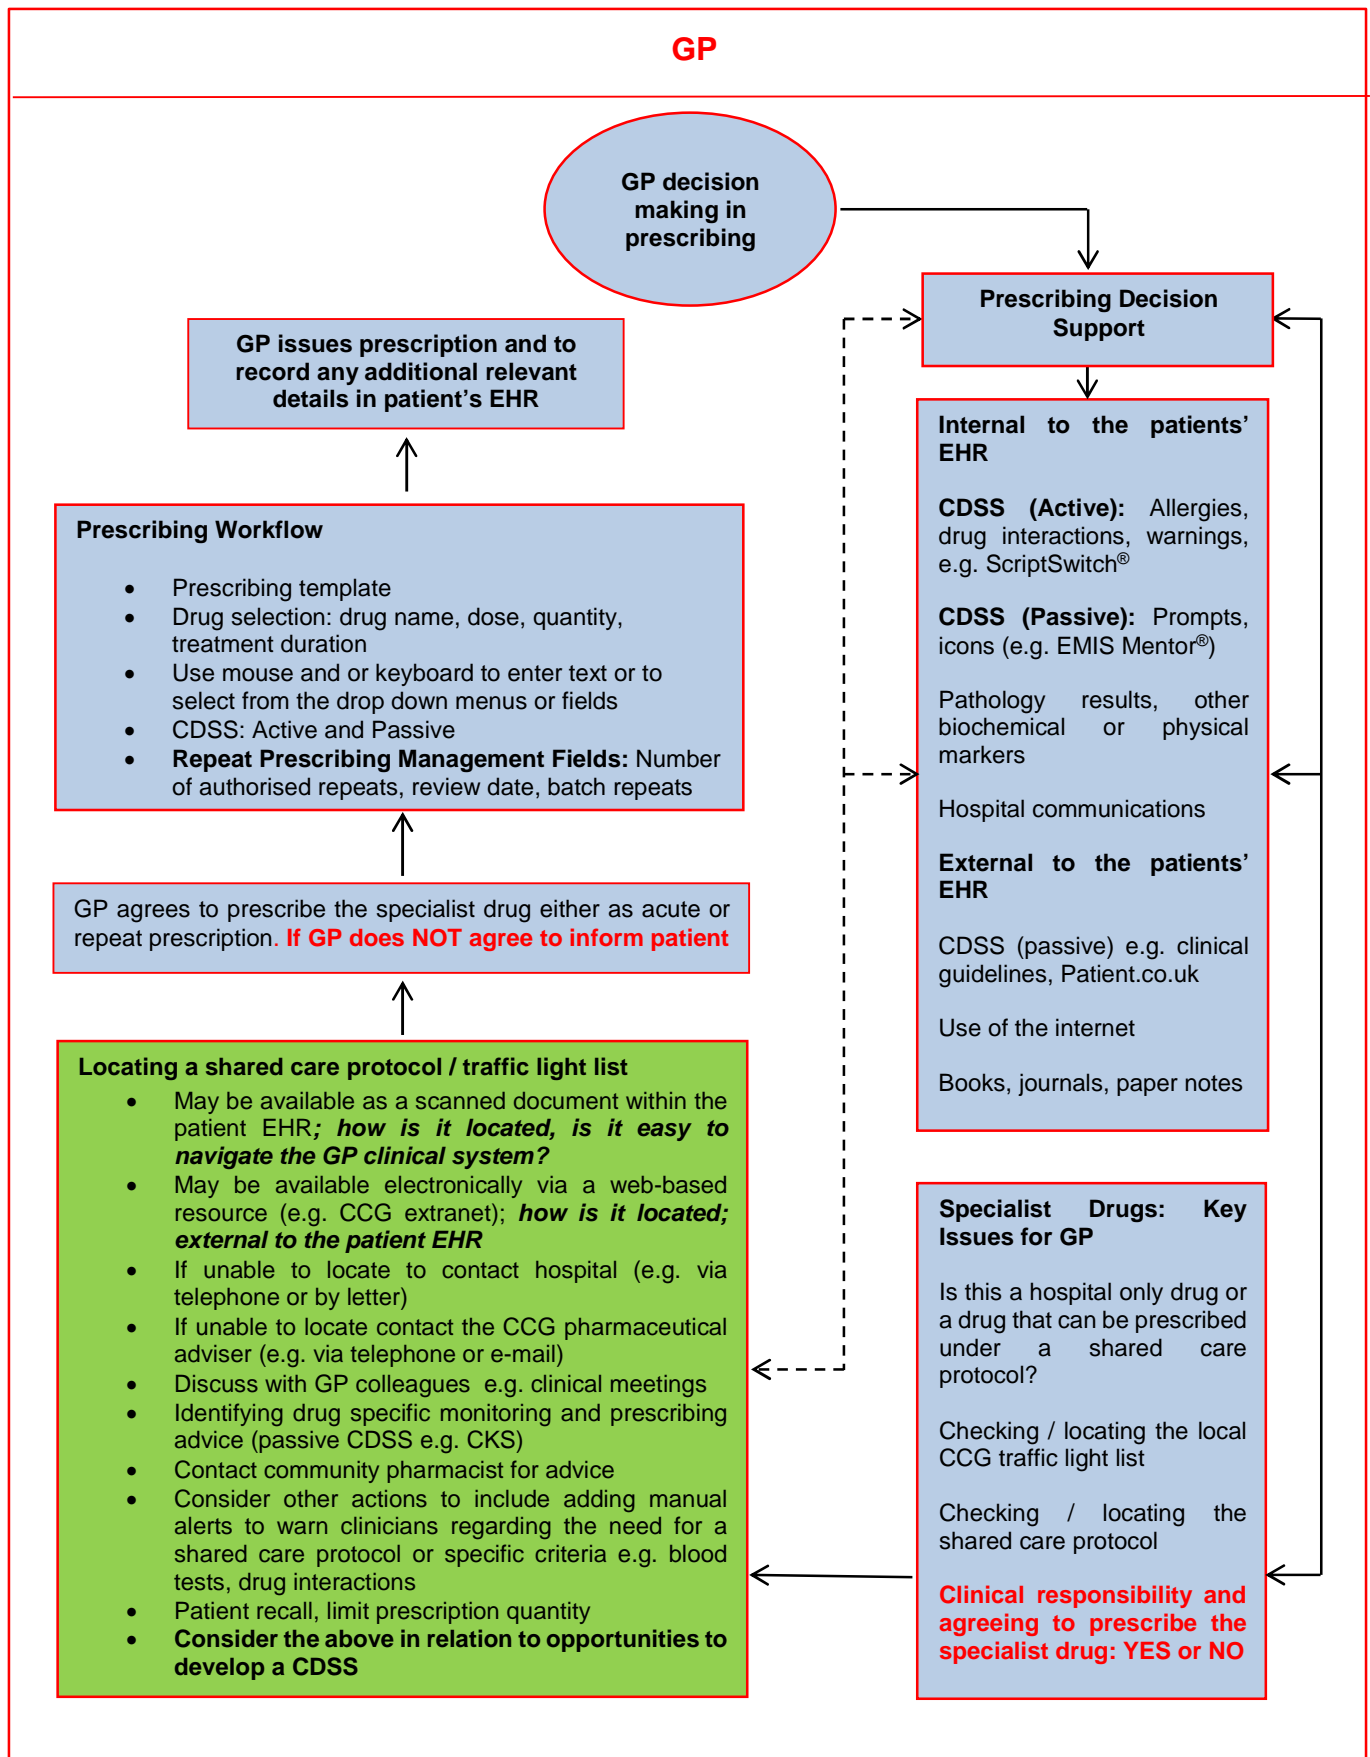 GP
GP decision
making in
prescribing
Prescribing Decision
Support
GP issues prescription and to
record any additional relevant
details in patient’s EHR
Internal to the patients’
EHR
CDSS (Active): Allergies,
drug interactions, warnings,
e.g. ScriptSwitch®
CDSS (Passive): Prompts,
icons (e.g. EMIS Mentor®)
Pathology results, other
biochemical or physical
markers
Hospital communications
External to the patients’
EHR
CDSS (passive) e.g. clinical
guidelines, Patient.co.uk
Use of the internet
Books, journals, paper notes
Prescribing Workflow
• Prescribing template
• Drug selection: drug name, dose, quantity,
treatment duration
• Use mouse and or keyboard to enter text or to
select from the drop down menus or fields
• CDSS: Active and Passive
• Repeat Prescribing Management Fields: Number
of authorised repeats, review date, batch repeats
GP agrees to prescribe the specialist drug either as acute or
repeat prescription. If GP does NOT agree to inform patient
Locating a shared care protocol / traffic light list
• May be available as a scanned document within the
patient EHR; how is it located, is it easy to
navigate the GP clinical system?
• May be available electronically via a web-based
resource (e.g. CCG extranet); how is it located;
external to the patient EHR
• If unable to locate to contact hospital (e.g. via
telephone or by letter)
• If unable to locate contact the CCG pharmaceutical
adviser (e.g. via telephone or e-mail)
• Discuss with GP colleagues e.g. clinical meetings
• Identifying drug specific monitoring and prescribing
advice (passive CDSS e.g. CKS)
• Contact community pharmacist for advice
• Consider other actions to include adding manual
alerts to warn clinicians regarding the need for a
shared care protocol or specific criteria e.g. blood
tests, drug interactions
• Patient recall, limit prescription quantity
• Consider the above in relation to opportunities to
develop a CDSS
Specialist Drugs: Key
Issues for GP
Is this a hospital only drug or
a drug that can be prescribed
under a shared care
protocol?
Checking / locating the local
CCG traffic light list
Checking / locating the
shared care protocol
Clinical responsibility and
agreeing to prescribe the
specialist drug: YES or NO